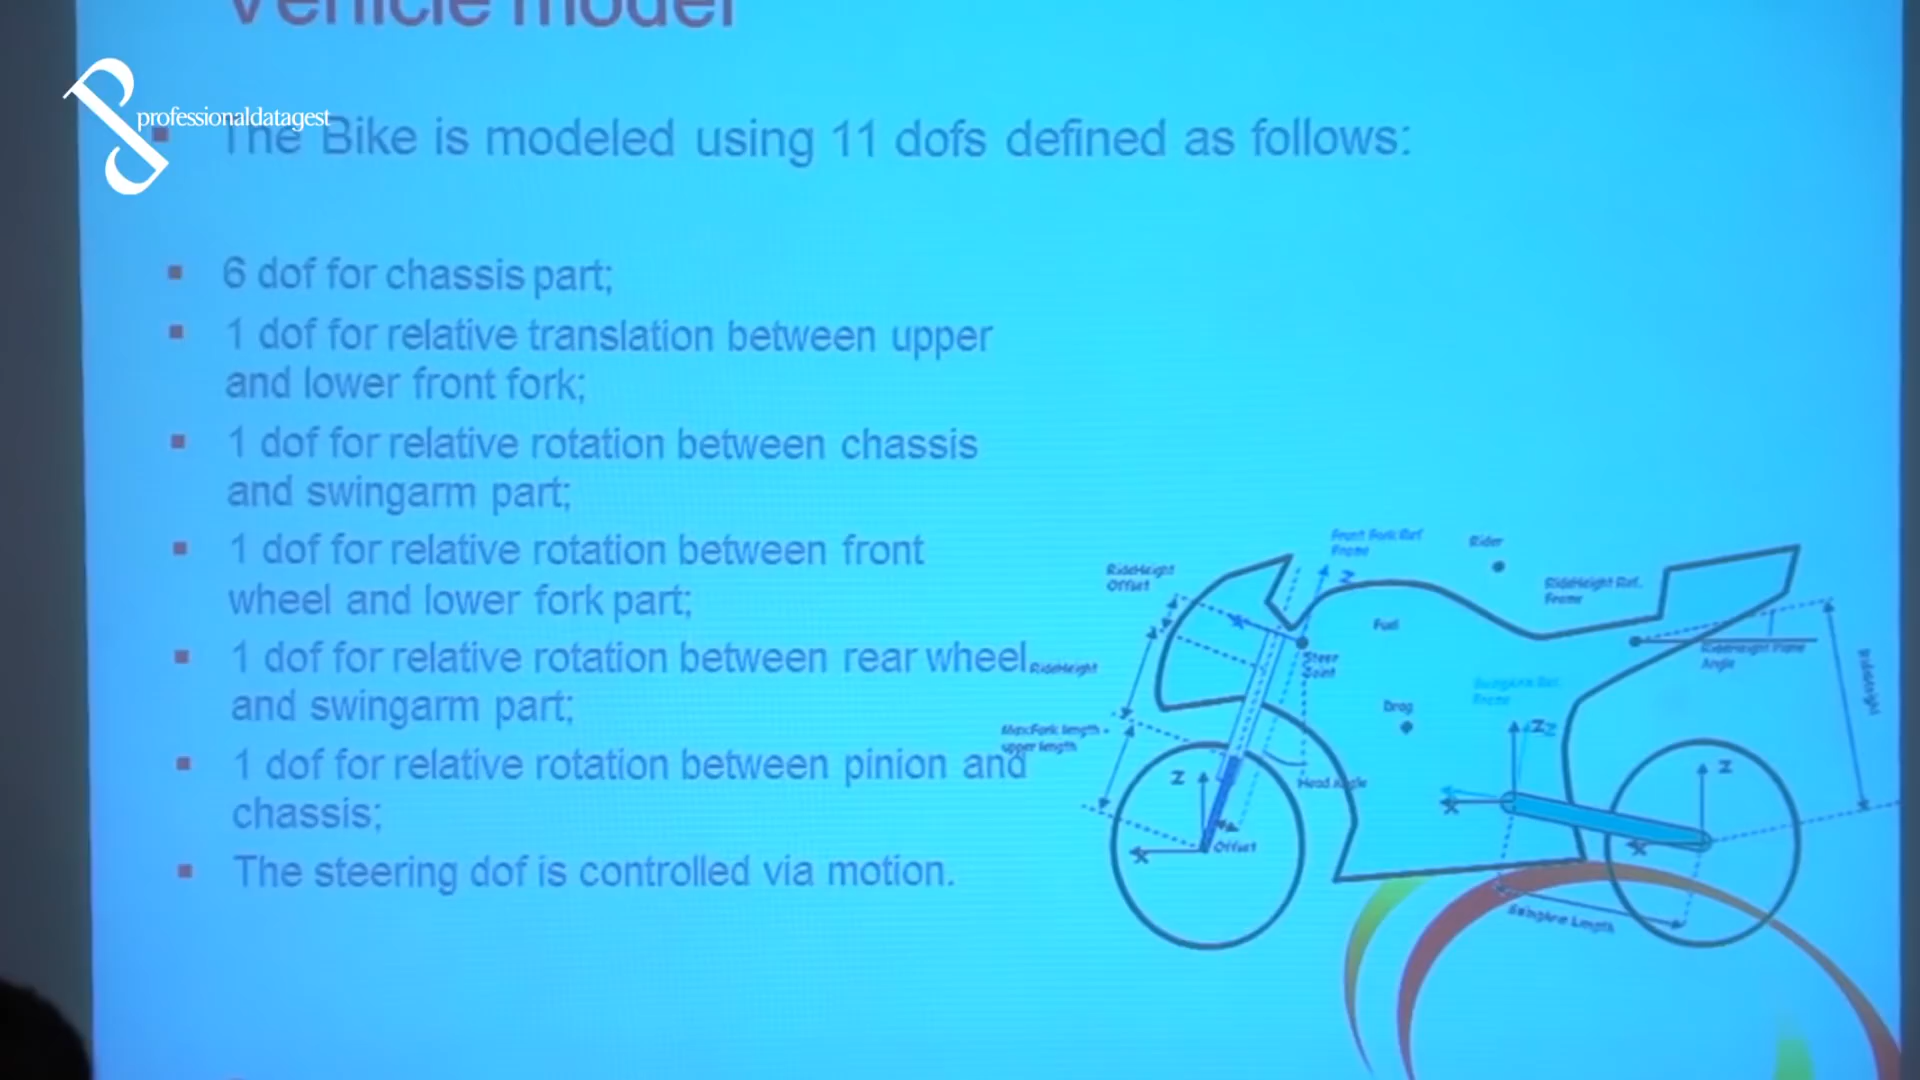 Vehicle model
professionaldatagest
The Bike is modeled using 11 dofs defined as follows:
6 dof for chassis part;
1 dof for relative translation between upper
and lower front fork;
1 dof for relative rotation between chassis
and swingarm part;
1 dof for relative rotation between front
wheel and lower fork part;
1 dof for relative rotation between rear wheel
and swingarm part;
1 dof for relative rotation between pinion and
chassis;
The steering dof is controlled via motion.
Front Fork Ref.
Frame
Rider
RideHeight
Offset
Z
RideHeight Ref.
Frame
Fuel
X
Steer
Joint
RideHeight
RideHeight Plane
Angle
RideHeight
SwingArm Ref.
Frame
Drag
MaxFork length -
upper length
Z
Z
Z
Z
Head Angle
X
X
X
Offset
SwingArm Length